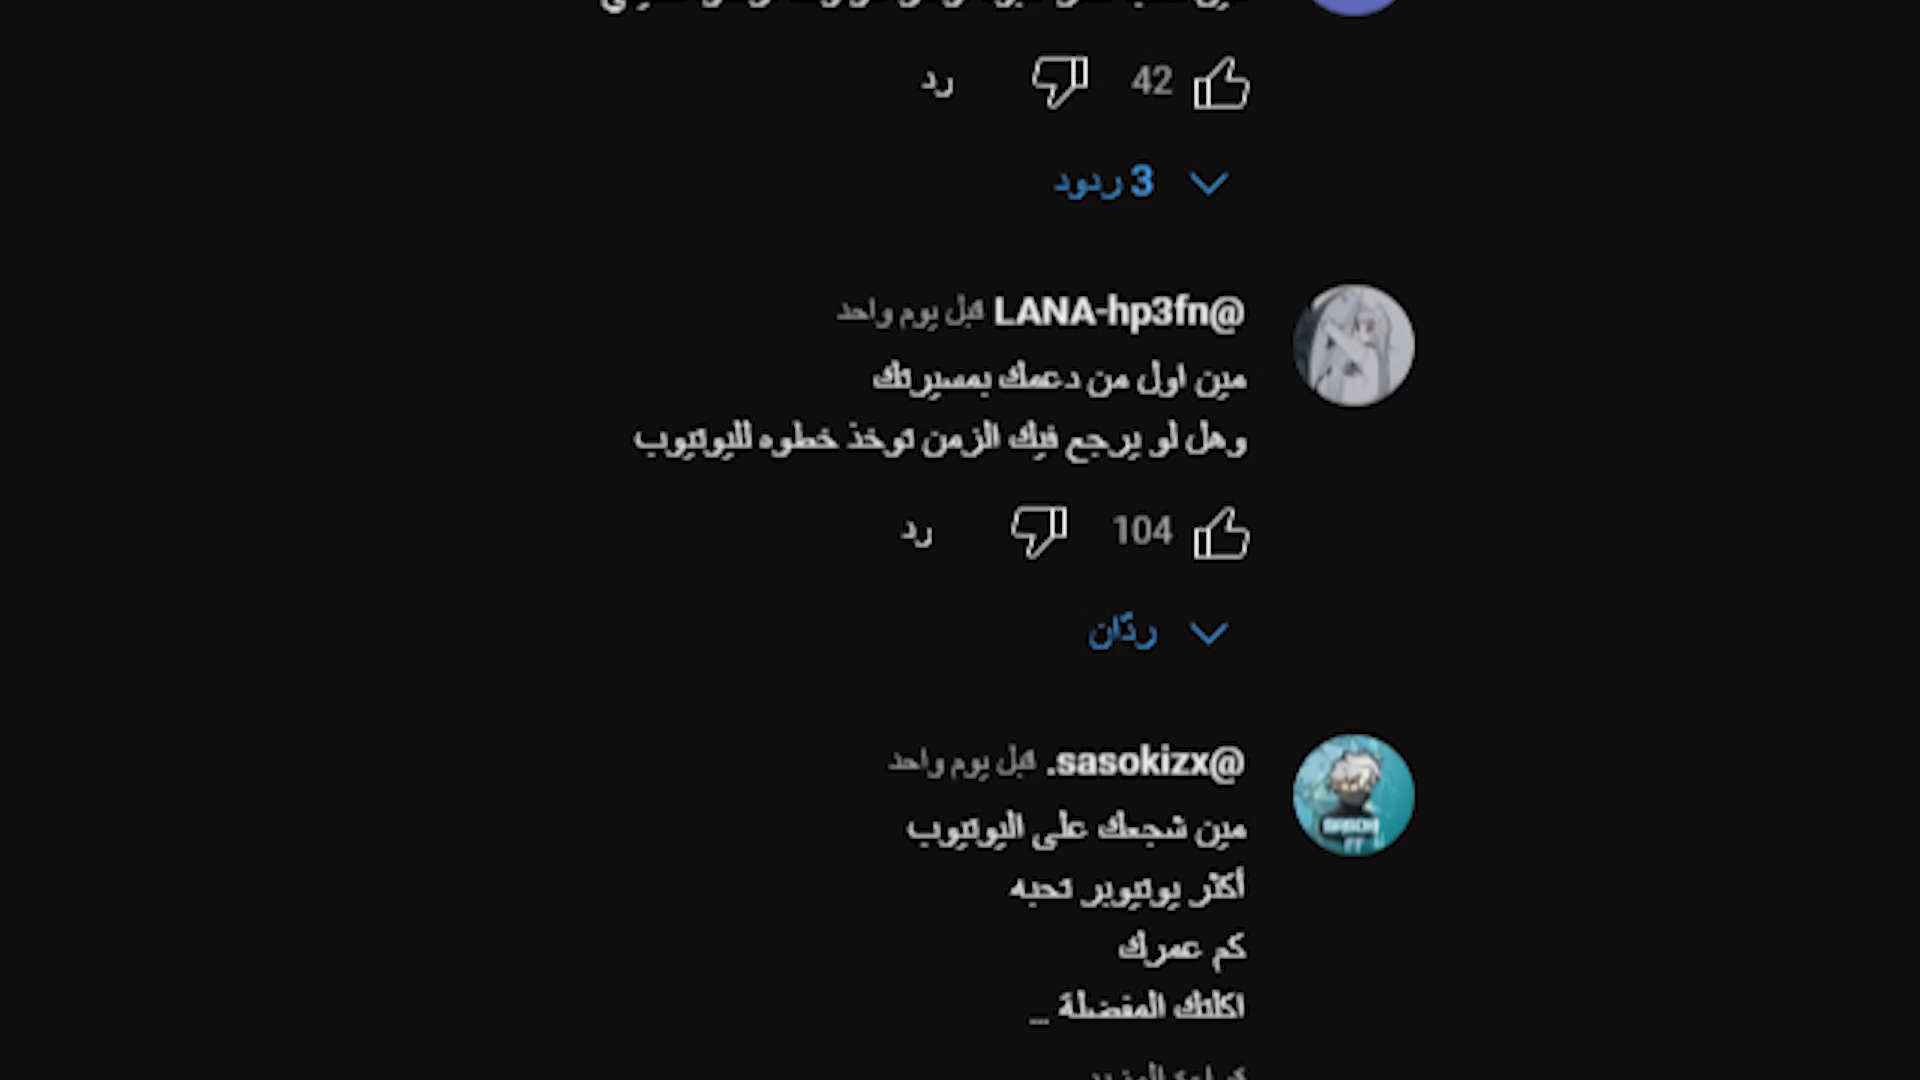 42 رد
3 ردود
@LANA-hp3fn قبل يوم واحد
مين اول من دعمك بمسيرتك
وهل لو يرجع فيك الزمن توخذ خطوه لليوتيوب
104 رد
ردّان
@sasokizx. قبل يوم واحد
مين شجعك على اليوتيوب
أكثر يوتيوبر تحبه
كم عمرك
اكلتك المفضلة ...